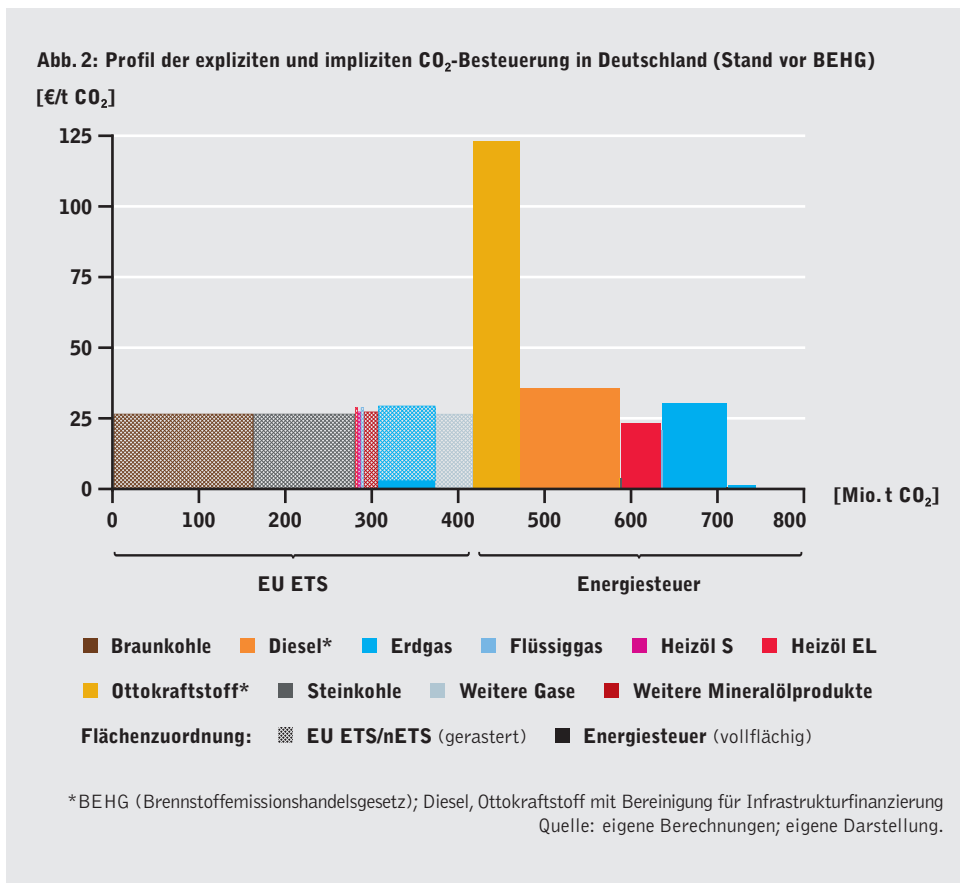 Abb. 2: Profil der expliziten und impliziten CO₂-Besteuerung in Deutschland (Stand vor BEHG)
[€/t CO₂]
125
100
75
50
25
0
0 100 200 300 400 500 600 700 800
[Mio. t CO₂]
EU ETS Energiesteuer
Braunkohle Diesel* Erdgas Flüssiggas Heizöl S Heizöl EL
Ottokraftstoff* Steinkohle Weitere Gase Weitere Mineralölprodukte
Flächenzuordnung: EU ETS/nETS (gerastert) Energiesteuer (vollflächig)
*BEHG (Brennstoffemissionshandelsgesetz); Diesel, Ottokraftstoff mit Bereinigung für Infrastrukturfinanzierung
Quelle: eigene Berechnungen; eigene Darstellung.